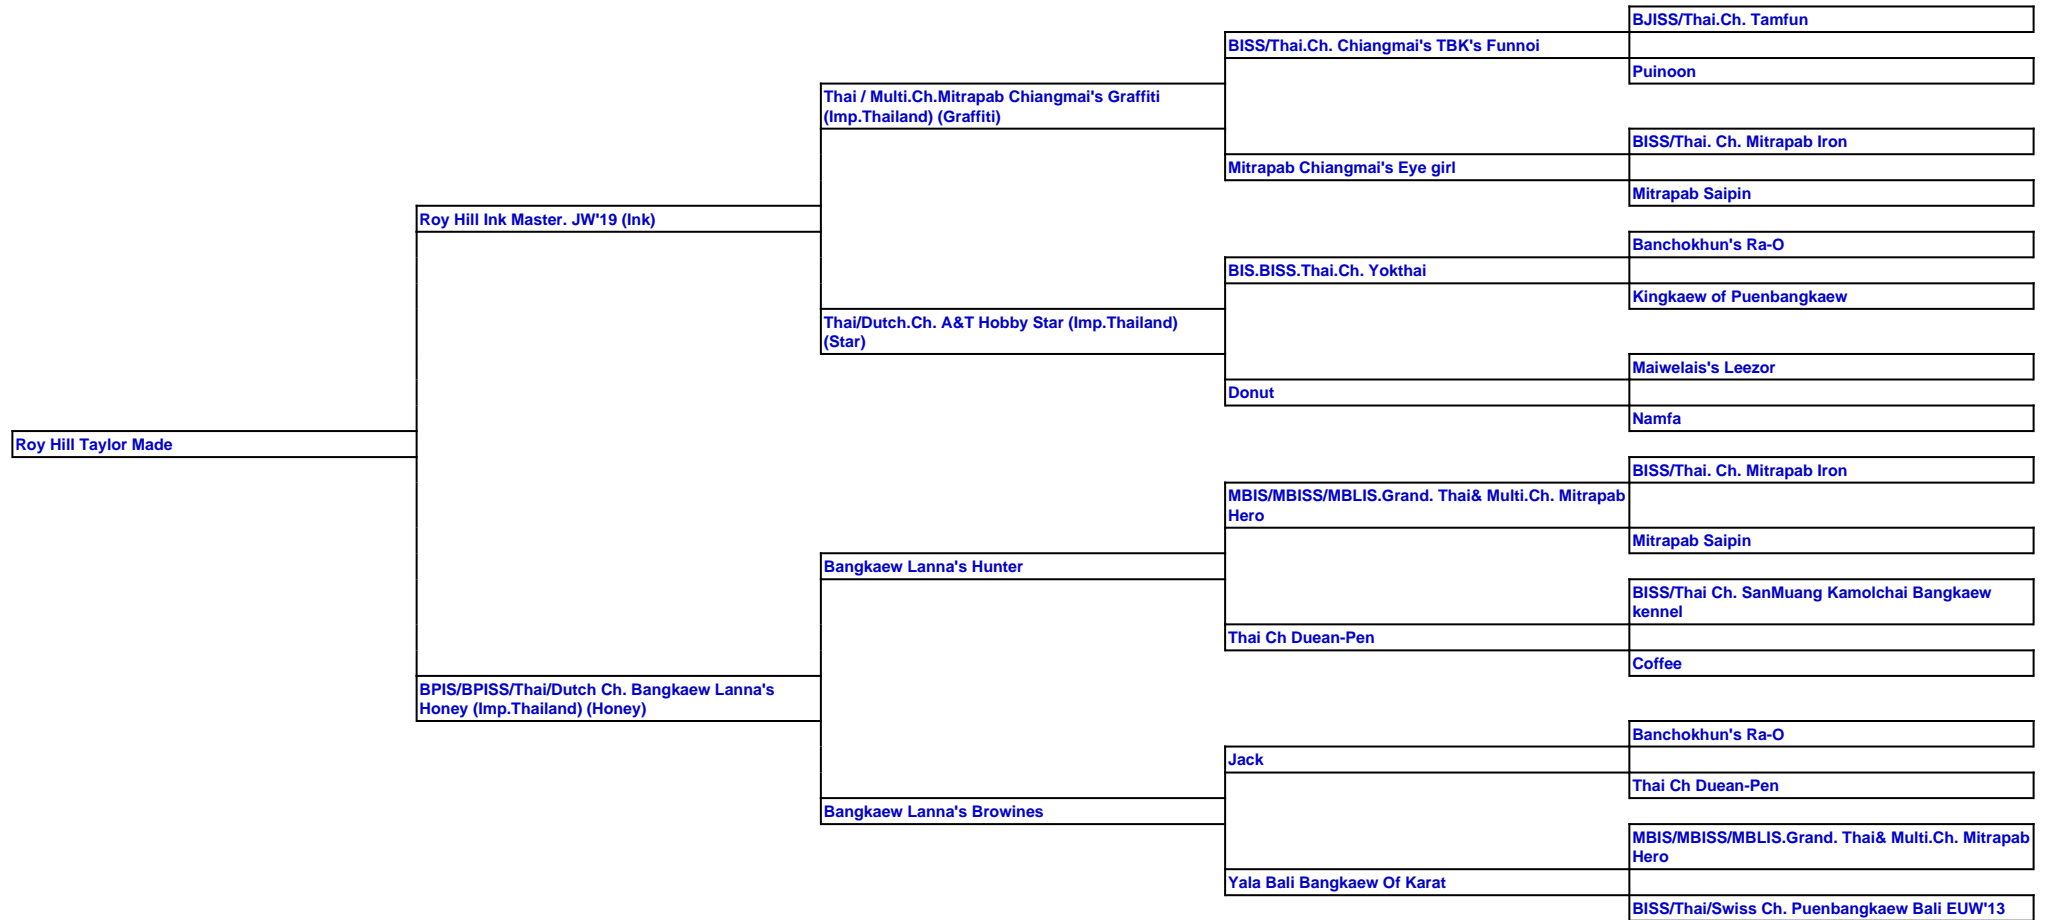 BJISS/Thai.Ch. Tamfun
BISS/Thai.Ch. Chiangmai's TBK's Funnoi
Puinoon
Thai / Multi.Ch.Mitrapab Chiangmai's Graffiti
(Imp.Thailand) (Graffiti)
BISS/Thai. Ch. Mitrapab Iron
Mitrapab Chiangmai's Eye girl
Mitrapab Saipin
Roy Hill Ink Master. JW'19 (Ink)
Banchokhun's Ra-O
BIS.BISS.Thai.Ch. Yokthai
Kingkaew of Puenbangkaew
Thai/Dutch.Ch. A&T Hobby Star (Imp.Thailand)
(Star)
Maiwelais's Leezor
Donut
Namfa
Roy Hill Taylor Made
BISS/Thai. Ch. Mitrapab Iron
MBIS/MBISS/MBLIS.Grand. Thai& Multi.Ch. Mitrapab
Hero
Mitrapab Saipin
Bangkaew Lanna's Hunter
BISS/Thai Ch. SanMuang Kamolchai Bangkaew
kennel
Thai Ch Duean-Pen
Coffee
BPIS/BPISS/Thai/Dutch Ch. Bangkaew Lanna's
Honey (Imp.Thailand) (Honey)
Banchokhun's Ra-O
Jack
Thai Ch Duean-Pen
Bangkaew Lanna's Browines
MBIS/MBISS/MBLIS.Grand. Thai& Multi.Ch. Mitrapab
Hero
Yala Bali Bangkaew Of Karat
BISS/Thai/Swiss Ch. Puenbangkaew Bali EUW'13